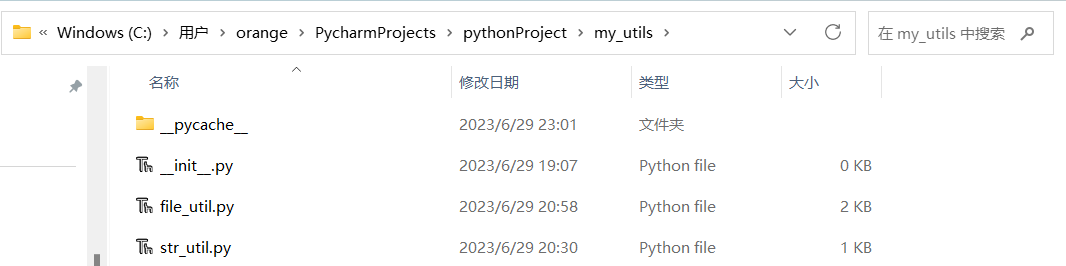 « Windows (C:) › 用户 › orange › PycharmProjects › pythonProject › my_utils ›
在 my_utils 中搜索
名称 修改日期 类型 大小
__pycache__ 2023/6/29 23:01 文件夹
__init__.py 2023/6/29 19:07 Python file 0 KB
file_util.py 2023/6/29 20:58 Python file 2 KB
str_util.py 2023/6/29 20:30 Python file 1 KB